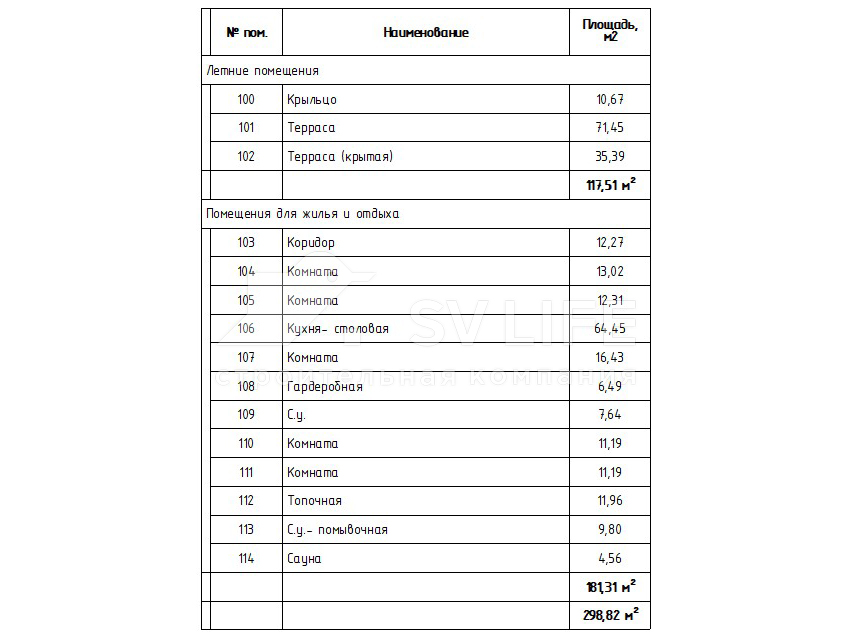 № пом. Наименование Площадь, м2
Летние помещения
100 Крыльцо 10,67
101 Терраса 71,45
102 Терраса (крытая) 35,39
117,51 м²
Помещения для жилья и отдыха
103 Коридор 12,27
104 Комната 13,02
105 Комната 12,31
106 Кухня- столовая 64,45
107 Комната 16,43
108 Гардеробная 6,49
109 С.у. 7,64
110 Комната 11,19
111 Комната 11,19
112 Топочная 11,96
113 С.у.- помывочная 9,80
114 Сауна 4,56
181,31 м²
298,82 м²
SV LIFE
строительная компания